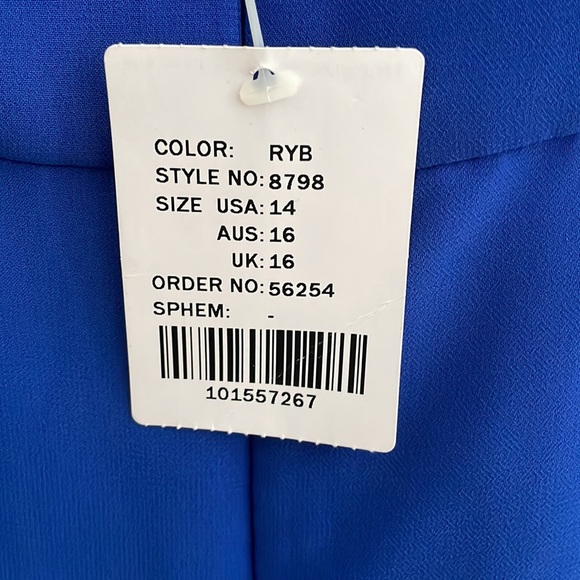 COLOR: RYB
STYLE NO: 8798
SIZE USA: 14
AUS: 16
UK: 16
ORDER NO: 56254
SPHEM: -
101557267